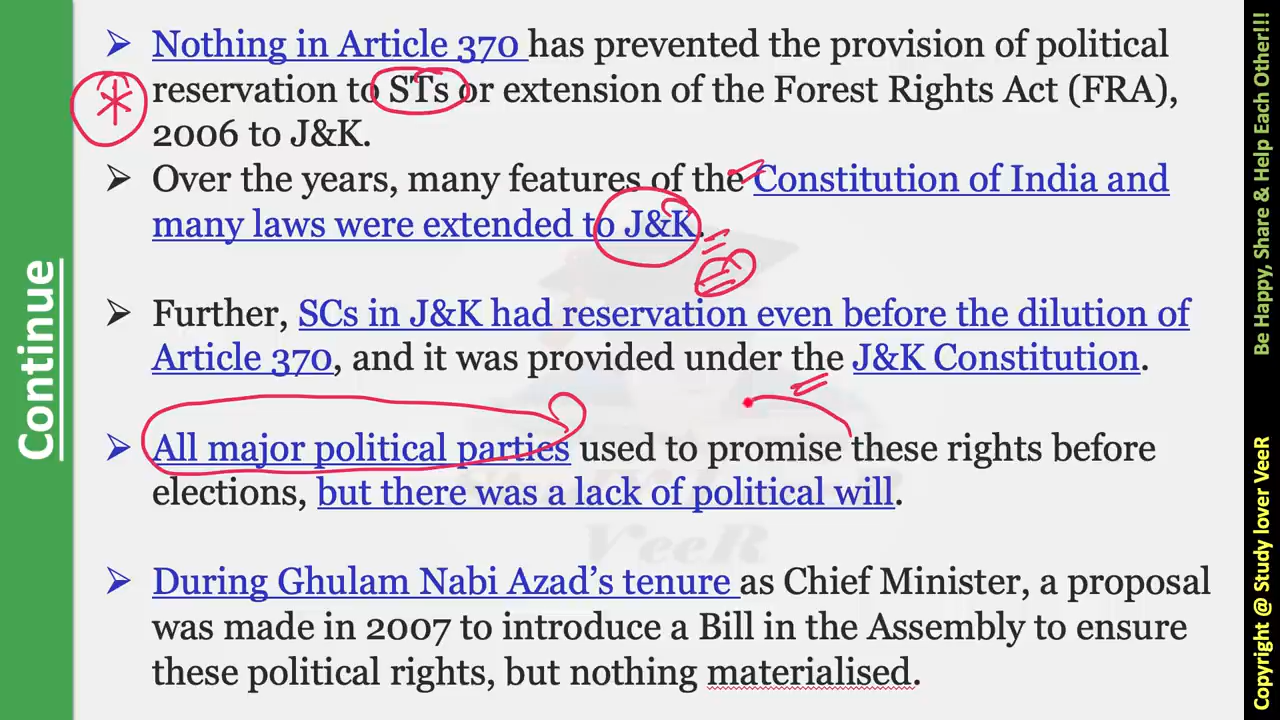 Continue
➤ Nothing in Article 370 has prevented the provision of political
reservation to STs or extension of the Forest Rights Act (FRA),
2006 to J&K.
➤ Over the years, many features of the Constitution of India and
many laws were extended to J&K.
➤ Further, SCs in J&K had reservation even before the dilution of
Article 370, and it was provided under the J&K Constitution.
➤ All major political parties used to promise these rights before
elections, but there was a lack of political will.
VeeR
➤ During Ghulam Nabi Azad’s tenure as Chief Minister, a proposal
was made in 2007 to introduce a Bill in the Assembly to ensure
these political rights, but nothing materialised.
Be Happy, Share & Help Each Other!!!
Copyright @ Study lover VeeR